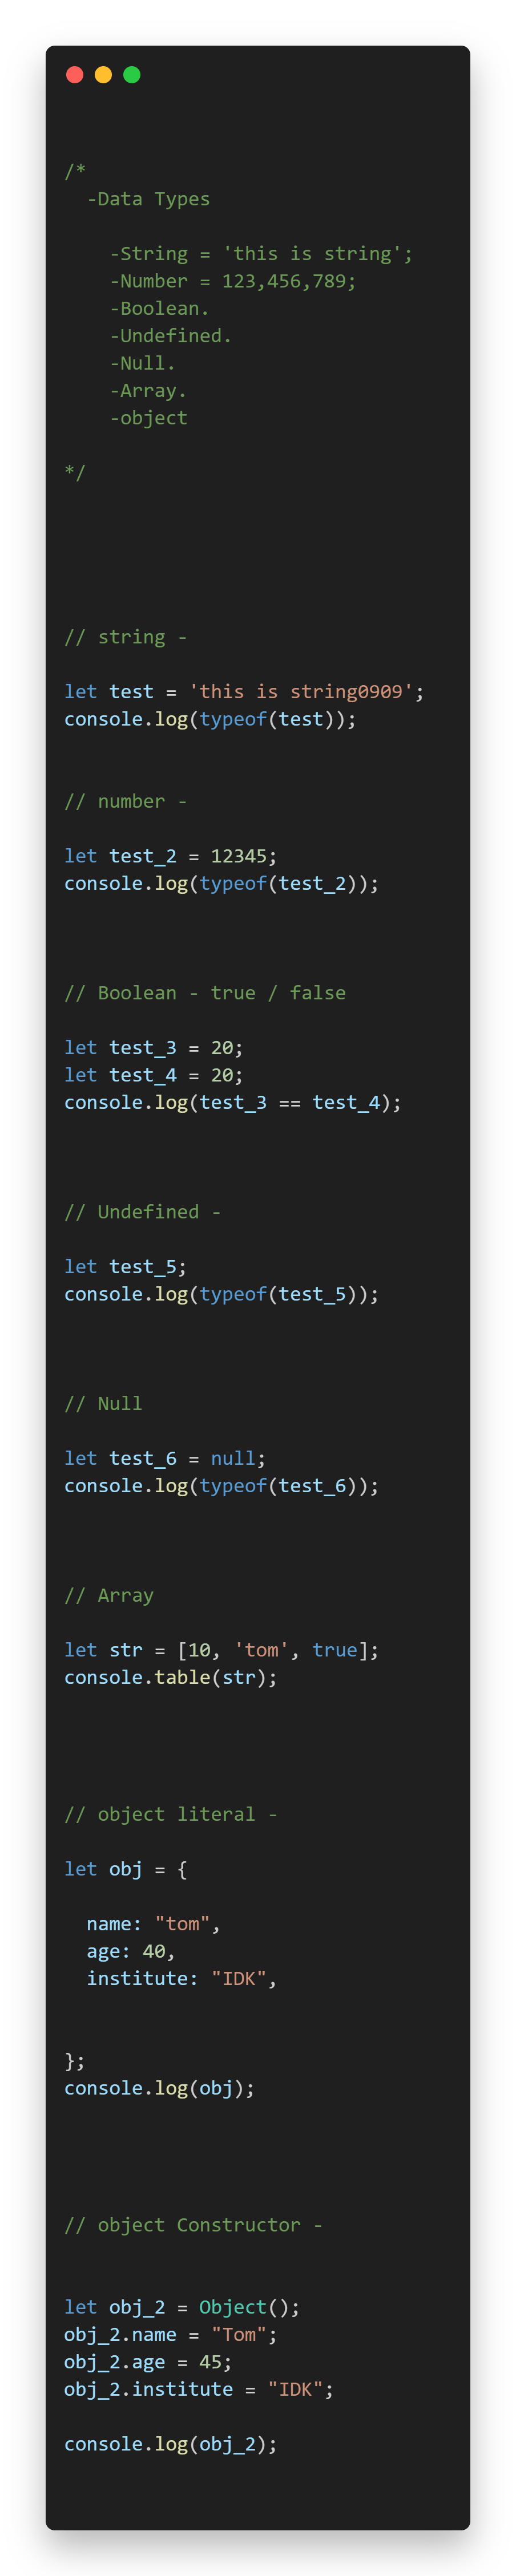 /*
  -Data Types
    -String = 'this is string';
    -Number = 123,456,789;
    -Boolean.
    -Undefined.
    -Null.
    -Array.
    -object
*/
// string -
let test = 'this is string0909';
console.log(typeof(test));
// number -
let test_2 = 12345;
console.log(typeof(test_2));
// Boolean - true / false
let test_3 = 20;
let test_4 = 20;
console.log(test_3 == test_4);
// Undefined -
let test_5;
console.log(typeof(test_5));
// Null
let test_6 = null;
console.log(typeof(test_6));
// Array
let str = [10, 'tom', true];
console.table(str);
// object literal -
let obj = {
  name: "tom",
  age: 40,
  institute: "IDK",
};
console.log(obj);
// object Constructor -
let obj_2 = Object();
obj_2.name = "Tom";
obj_2.age = 45;
obj_2.institute = "IDK";
console.log(obj_2);